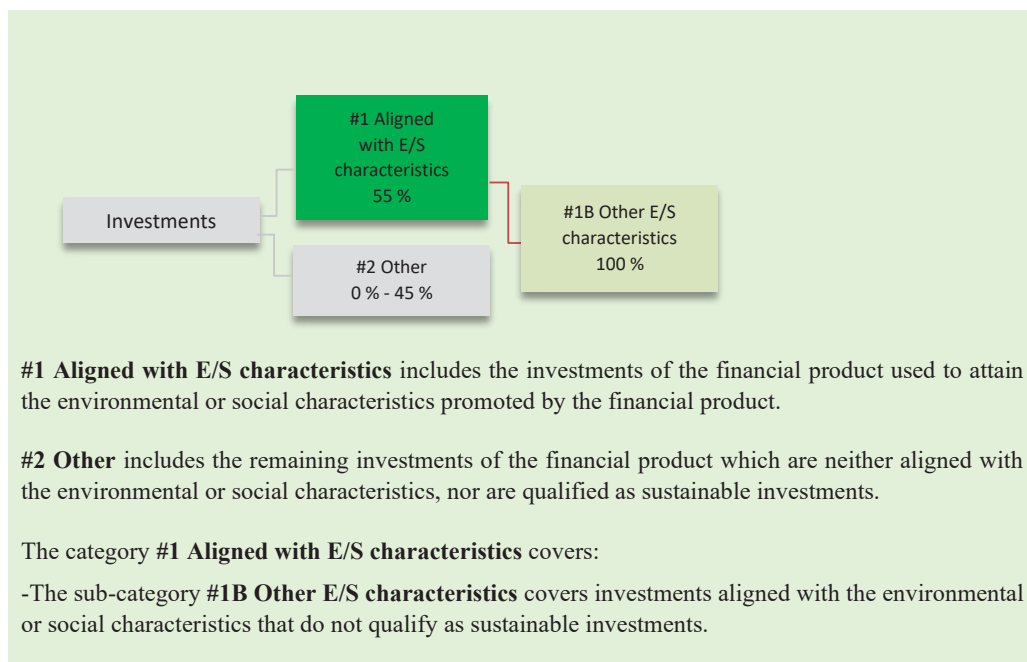 #1 Aligned
with E/S
characteristics
55 %
Investments
#1B Other E/S
characteristics
100 %
#2 Other
0 % - 45 %
#1 Aligned with E/S characteristics includes the investments of the financial product used to attain
the environmental or social characteristics promoted by the financial product.
#2 Other includes the remaining investments of the financial product which are neither aligned with
the environmental or social characteristics, nor are qualified as sustainable investments.
The category #1 Aligned with E/S characteristics covers:
-The sub-category #1B Other E/S characteristics covers investments aligned with the environmental
or social characteristics that do not qualify as sustainable investments.